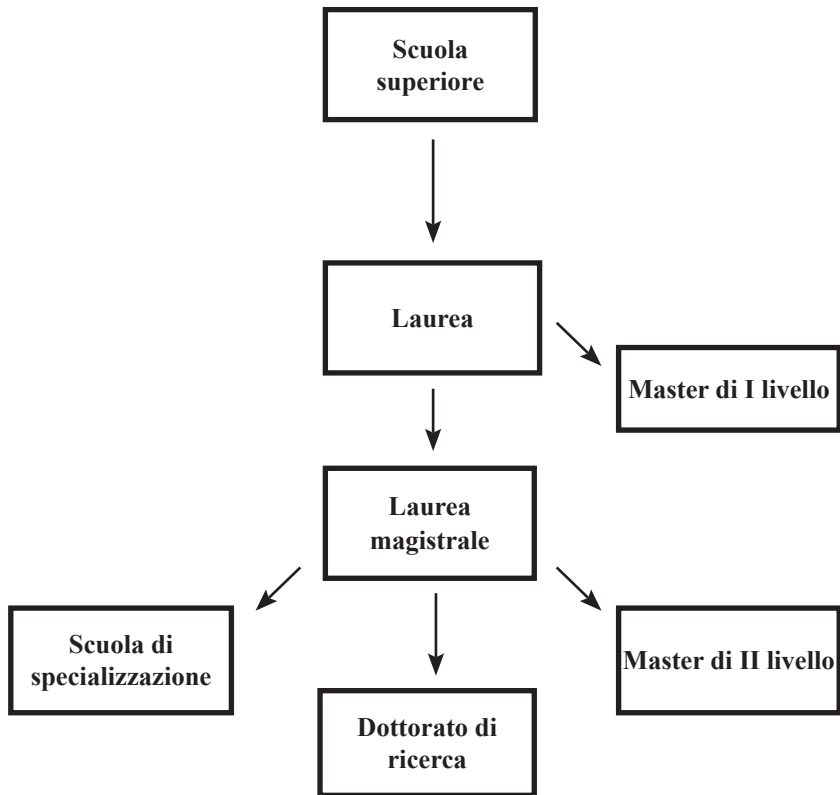 Scuola
superiore
Laurea
Master di I livello
Laurea
magistrale
Scuola di
specializzazione
Master di II livello
Dottorato di
ricerca